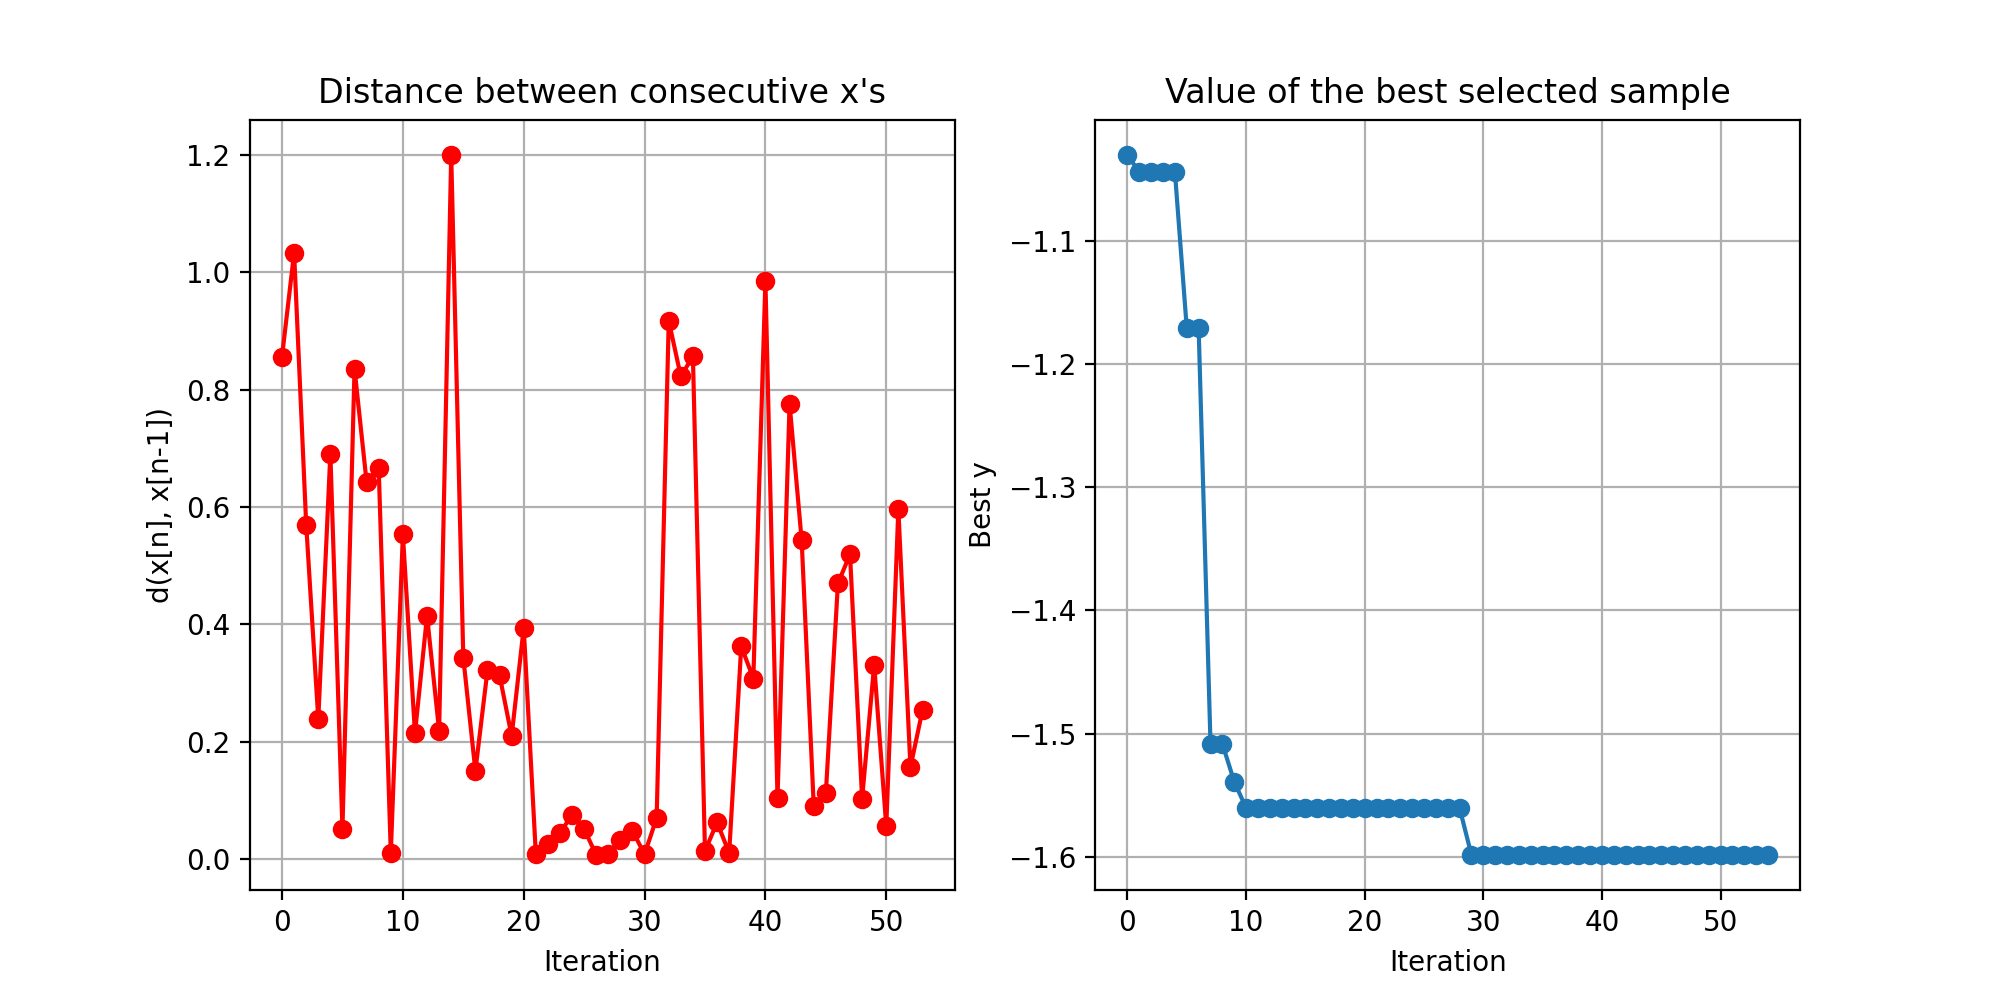 Distance between consecutive x's
d(x[n], x[n-1])
1.2
1.0
0.8
0.6
0.4
0.2
0.0
0 10 20 30 40 50
Iteration
Value of the best selected sample
Best y
−1.1
−1.2
−1.3
−1.4
−1.5
−1.6
0 10 20 30 40 50
Iteration